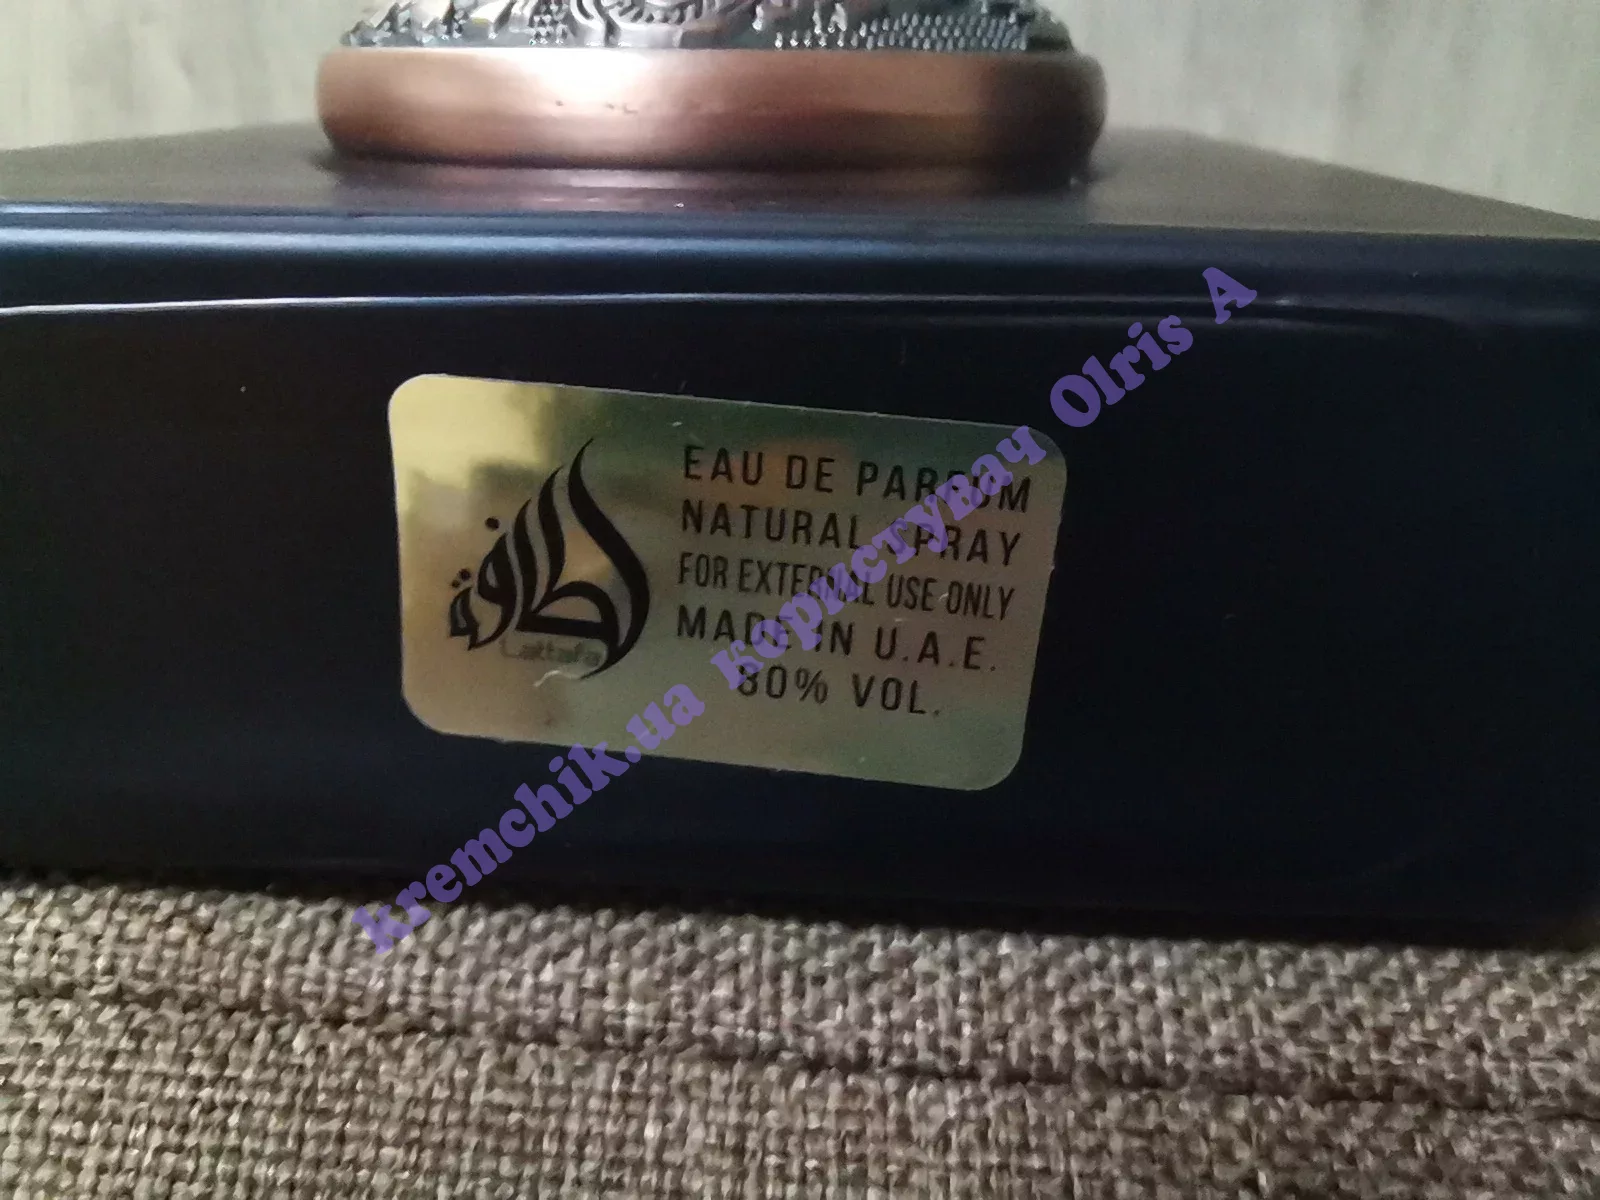 لطافة
Lattafa
EAU DE PARFUM
NATURAL SPRAY
FOR EXTERNAL USE ONLY
MADE IN U.A.E.
80% VOL.
kremchik.ua користувач Olris A